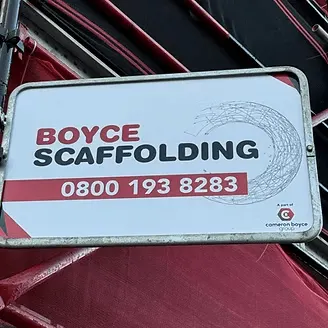 BOYCE
SCAFFOLDING
0800 193 8283
A part of
cameron boyce
group